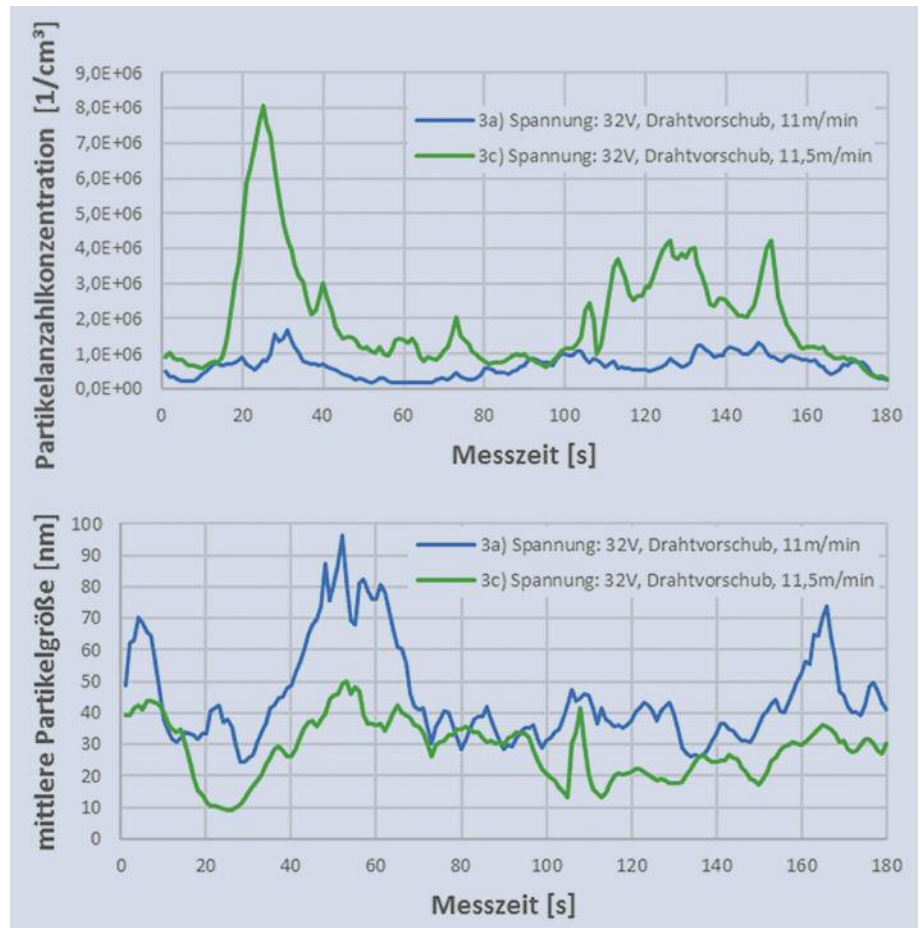 Partikelanzahlkonzentration [1/cm³]
9,0E+06
8,0E+06
7,0E+06
6,0E+06
5,0E+06
4,0E+06
3,0E+06
2,0E+06
1,0E+06
0,0E+00
3a) Spannung: 32V, Drahtvorschub, 11m/min
3c) Spannung: 32V, Drahtvorschub, 11,5m/min
0 20 40 60 80 100 120 140 160 180
Messzeit [s]
mittlere Partikelgröße [nm]
100
90
80
70
60
50
40
30
20
10
0
3a) Spannung: 32V, Drahtvorschub, 11m/min
3c) Spannung: 32V, Drahtvorschub, 11,5m/min
0 20 40 60 80 100 120 140 160 180
Messzeit [s]